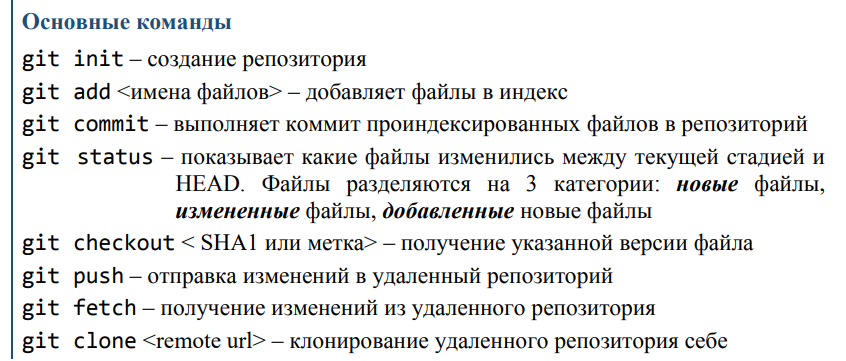 Основные команды
git init – создание репозитория
git add <имена файлов> – добавляет файлы в индекс
git commit – выполняет коммит проиндексированных файлов в репозиторий
git status – показывает какие файлы изменились между текущей стадией и
HEAD. Файлы разделяются на 3 категории: новые файлы,
измененные файлы, добавленные новые файлы
git checkout < SHA1 или метка> – получение указанной версии файла
git push – отправка изменений в удаленный репозиторий
git fetch – получение изменений из удаленного репозитория
git clone <remote url> – клонирование удаленного репозитория себе